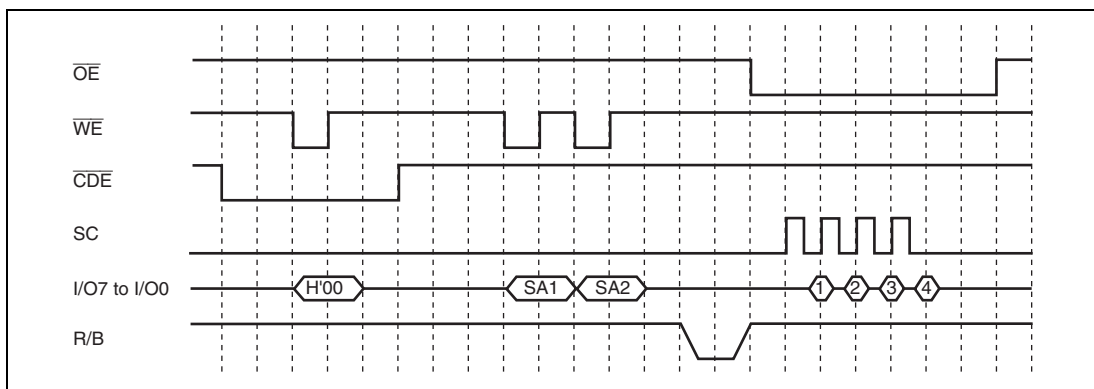 OE
WE
CDE
SC
I/O7 to I/O0 H'00 SA1 SA2 1 2 3 4
R/B